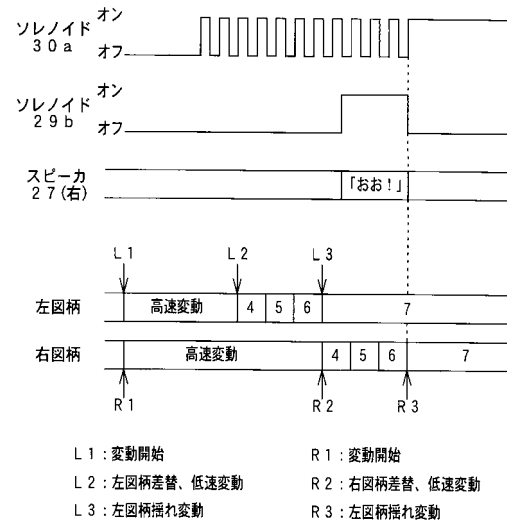 ソレノイド
30a
オン
オフ
ソレノイド
29b
オン
オフ
スピーカ
27(右)
「おお!」
L1 L2 L3
左図柄 高速変動 4 5 6 7
右図柄 高速変動 4 5 6 7
R1 R2 R3
L1:変動開始 R1:変動開始
L2:左図柄差替、低速変動 R2:右図柄差替、低速変動
L3:左図柄揺れ変動 R3:左図柄揺れ変動